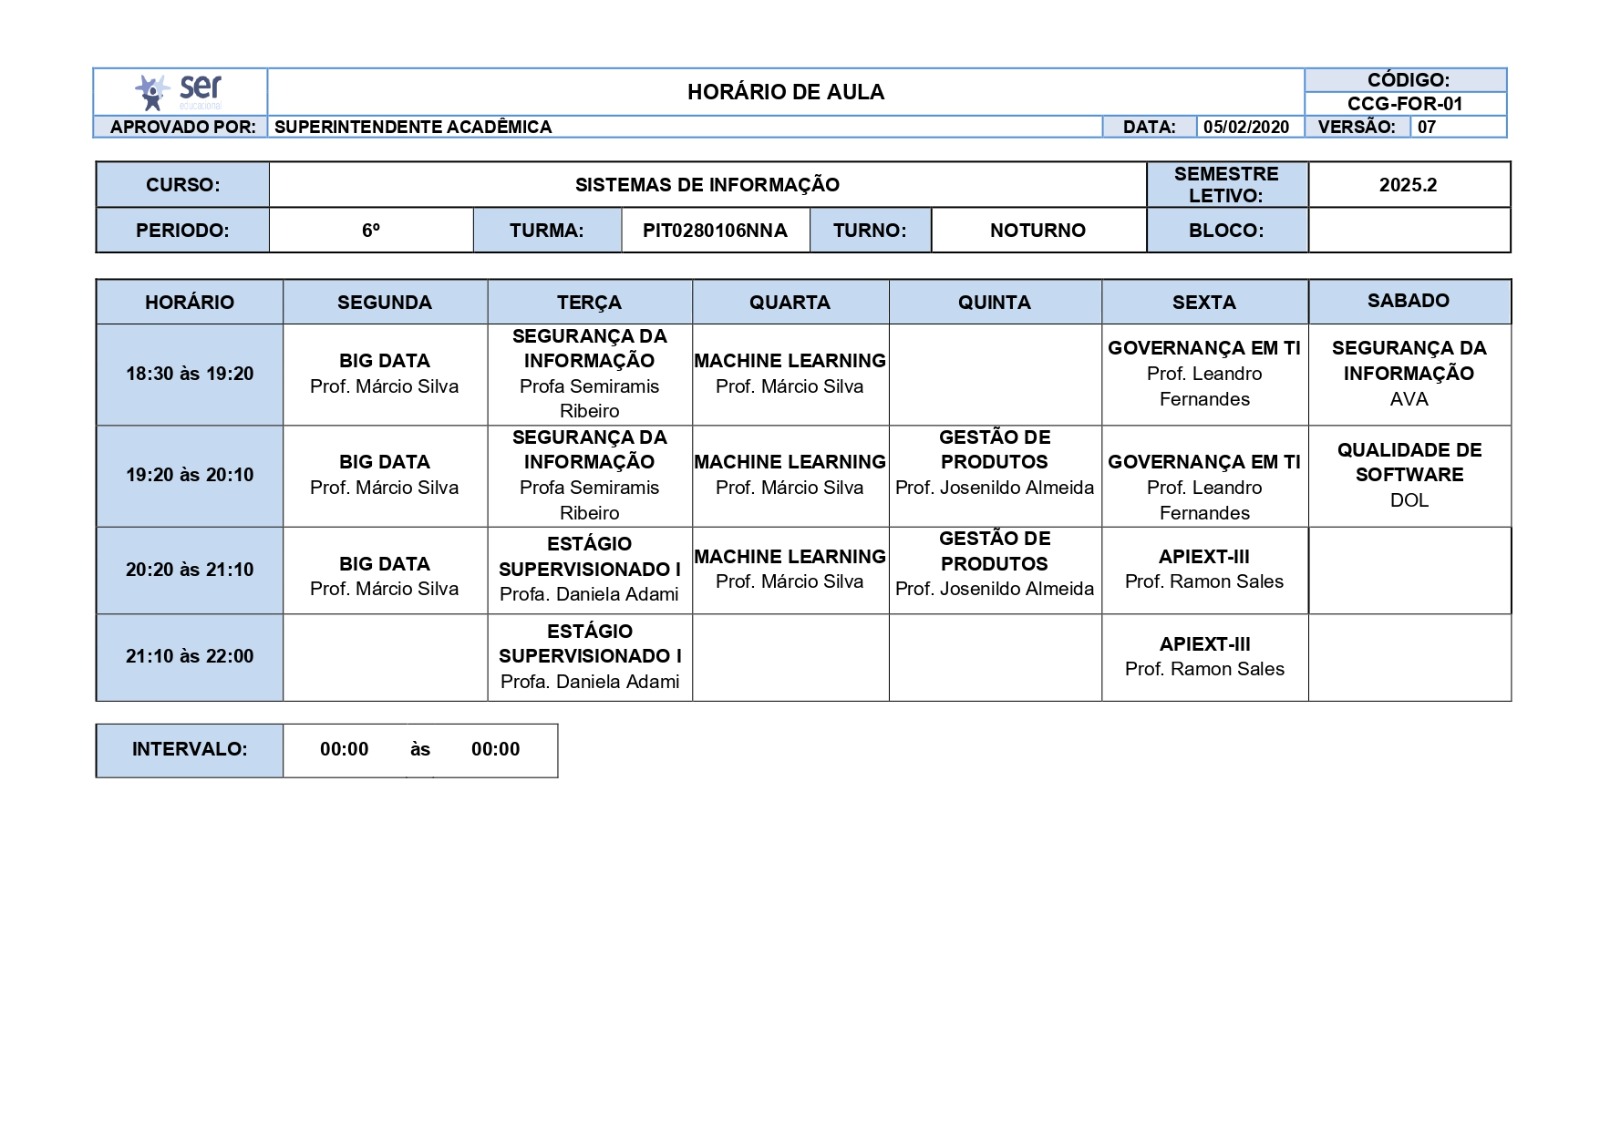 ser
educacional
HORÁRIO DE AULA
CÓDIGO:
CCG-FOR-01
APROVADO POR: SUPERINTENDENTE ACADÊMICA DATA: 05/02/2020 VERSÃO: 07
CURSO: SISTEMAS DE INFORMAÇÃO SEMESTRE LETIVO: 2025.2
PERIODO: 6º TURMA: PIT0280106NNA TURNO: NOTURNO BLOCO:
HORÁRIO SEGUNDA TERÇA QUARTA QUINTA SEXTA SABADO
18:30 às 19:20
BIG DATA
Prof. Márcio Silva
SEGURANÇA DA
INFORMAÇÃO
Profa Semiramis
Ribeiro
MACHINE LEARNING
Prof. Márcio Silva
GOVERNANÇA EM TI
Prof. Leandro
Fernandes
SEGURANÇA DA
INFORMAÇÃO
AVA
19:20 às 20:10
BIG DATA
Prof. Márcio Silva
SEGURANÇA DA
INFORMAÇÃO
Profa Semiramis
Ribeiro
MACHINE LEARNING
Prof. Márcio Silva
GESTÃO DE
PRODUTOS
Prof. Josenildo Almeida
GOVERNANÇA EM TI
Prof. Leandro
Fernandes
QUALIDADE DE
SOFTWARE
DOL
20:20 às 21:10
BIG DATA
Prof. Márcio Silva
ESTÁGIO
SUPERVISIONADO I
Profa. Daniela Adami
MACHINE LEARNING
Prof. Márcio Silva
GESTÃO DE
PRODUTOS
Prof. Josenildo Almeida
APIEXT-III
Prof. Ramon Sales
21:10 às 22:00
ESTÁGIO
SUPERVISIONADO I
Profa. Daniela Adami
APIEXT-III
Prof. Ramon Sales
INTERVALO: 00:00 às 00:00